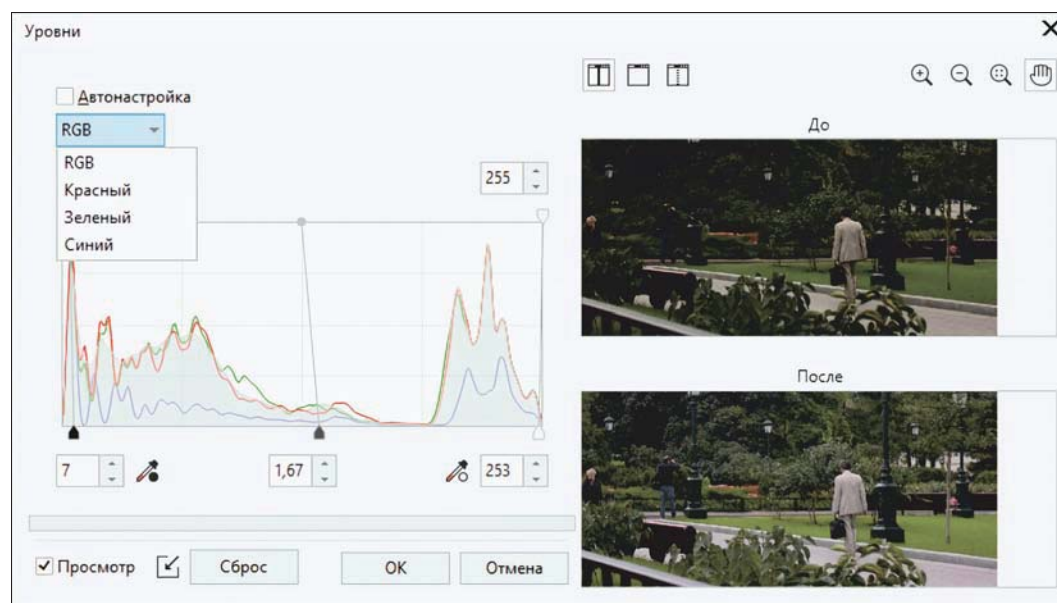 Уровни
Автонастройка
RGB
RGB
Красный
Зеленый
Синий
255
7
1,67
253
Просмотр
Сброс
OK
Отмена
До
После